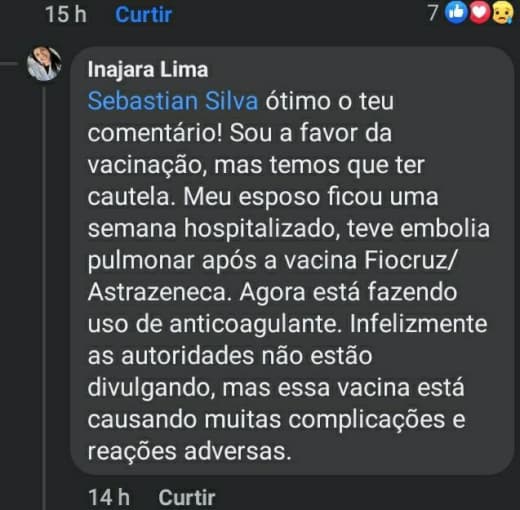 15 h Curtir 7
Inajara Lima
Sebastian Silva ótimo o teu
comentário! Sou a favor da
vacinação, mas temos que ter
cautela. Meu esposo ficou uma
semana hospitalizado, teve embolia
pulmonar após a vacina Fiocruz/
Astrazeneca. Agora está fazendo
uso de anticoagulante. Infelizmente
as autoridades não estão
divulgando, mas essa vacina está
causando muitas complicações e
reações adversas.
14 h Curtir